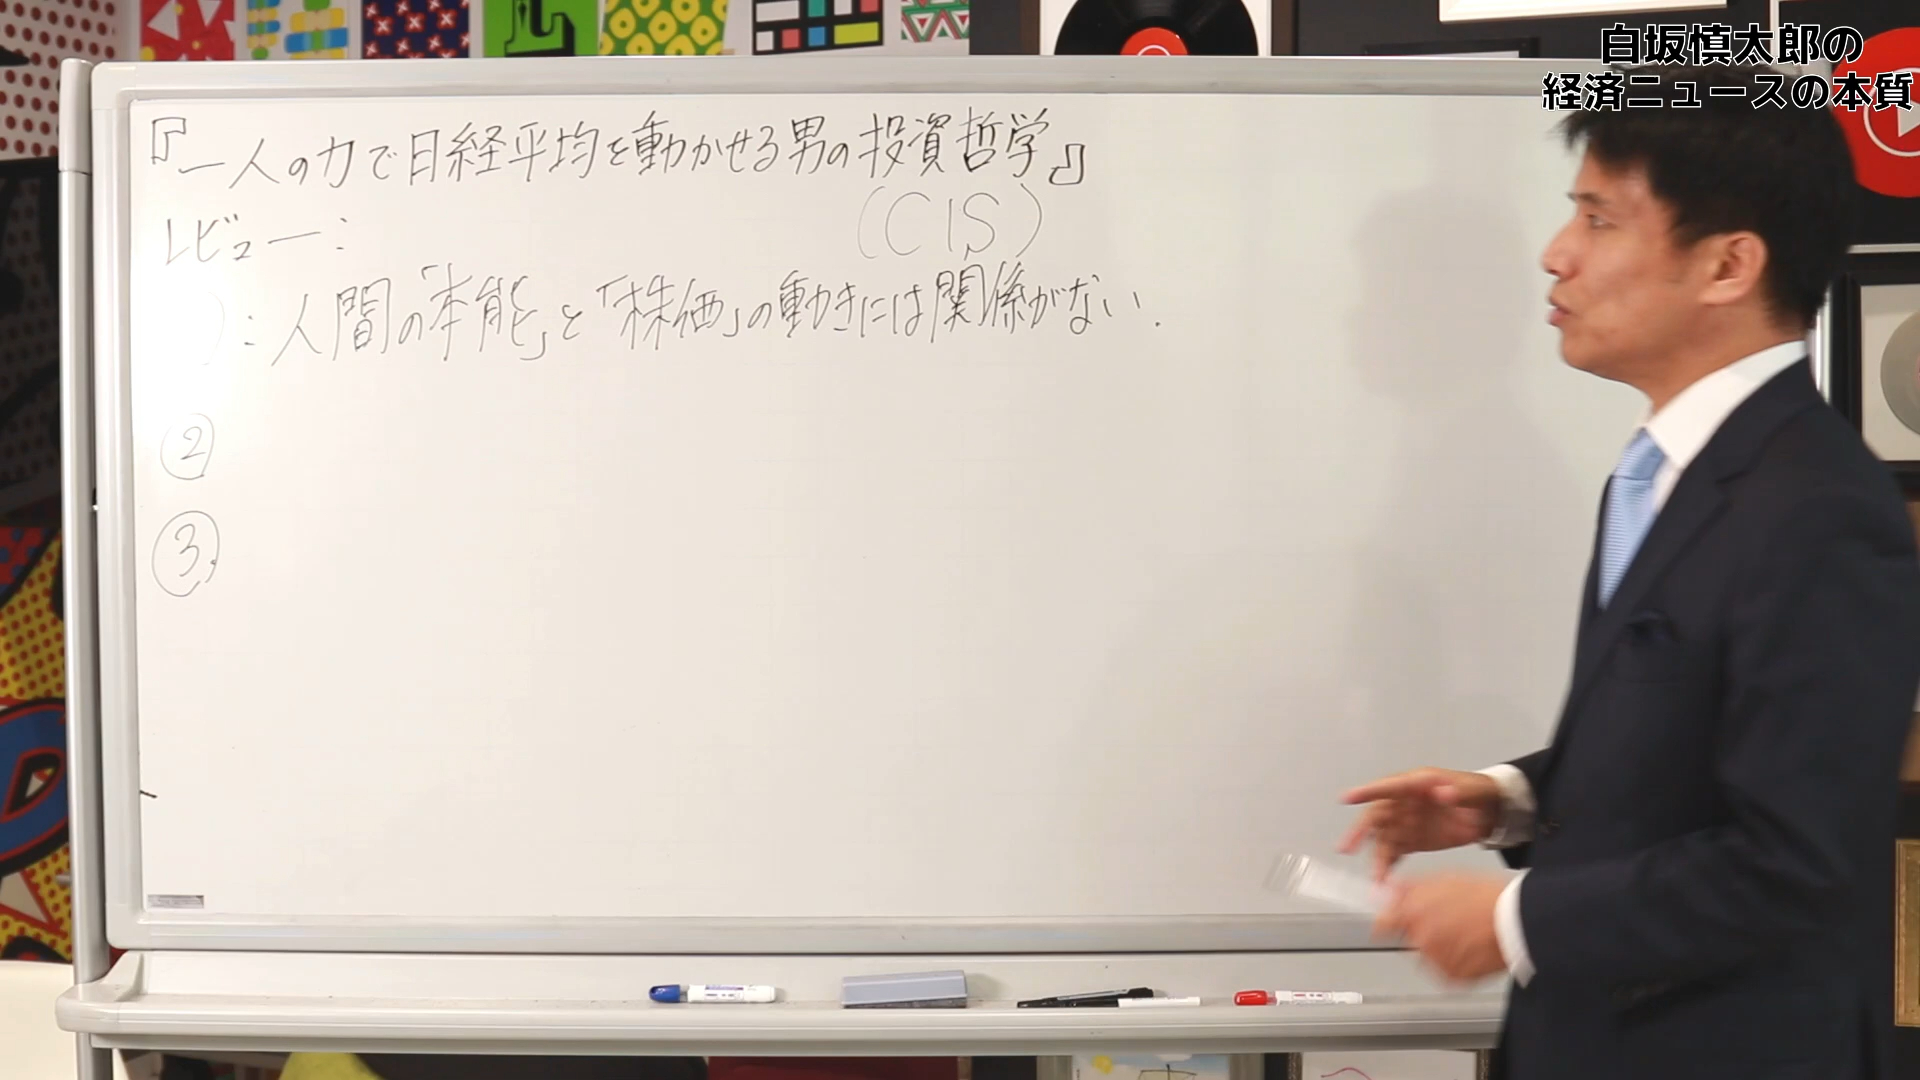 白坂慎太郎の
経済ニュースの本質
『一人の力で日経平均を動かせる男の投資哲学』
(CIS)
レビュー:
): 人間の「本能」と「株価」の動きには関係がない.
②
③
L